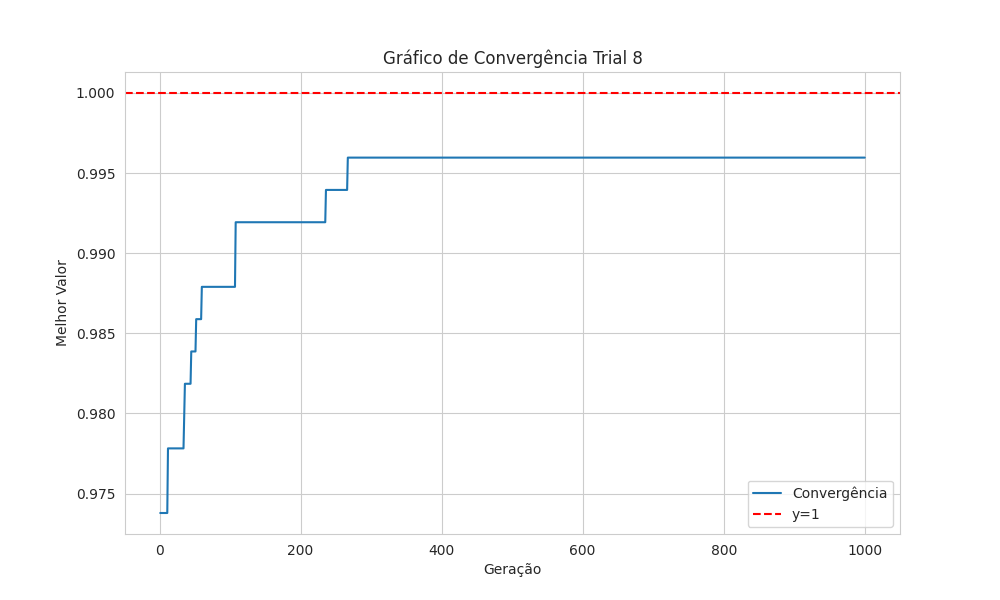 Gráfico de Convergência Trial 8
1.000
0.995
0.990
0.985
0.980
0.975
Melhor Valor
0
200
400
600
800
1000
Geração
Convergência
y=1